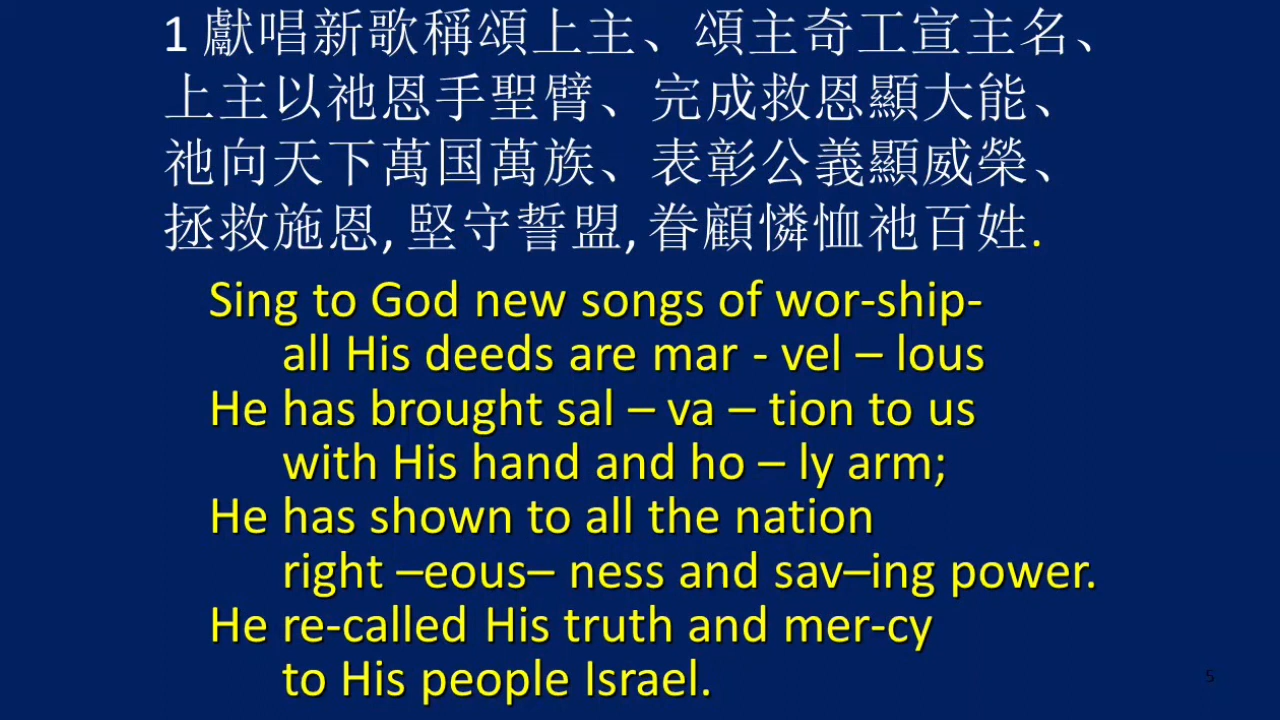 1 獻唱新歌稱頌上主、頌主奇工宣主名、
上主以祂恩手聖臂、完成救恩顯大能、
祂向天下萬国萬族、表彰公義顯威榮、
拯救施恩, 堅守誓盟, 眷顧憐恤祂百姓.
Sing to God new songs of wor-ship-
all His deeds are mar - vel – lous
He has brought sal – va – tion to us
with His hand and ho – ly arm;
He has shown to all the nation
right –eous– ness and sav–ing power.
He re-called His truth and mer-cy
to His people Israel.
5